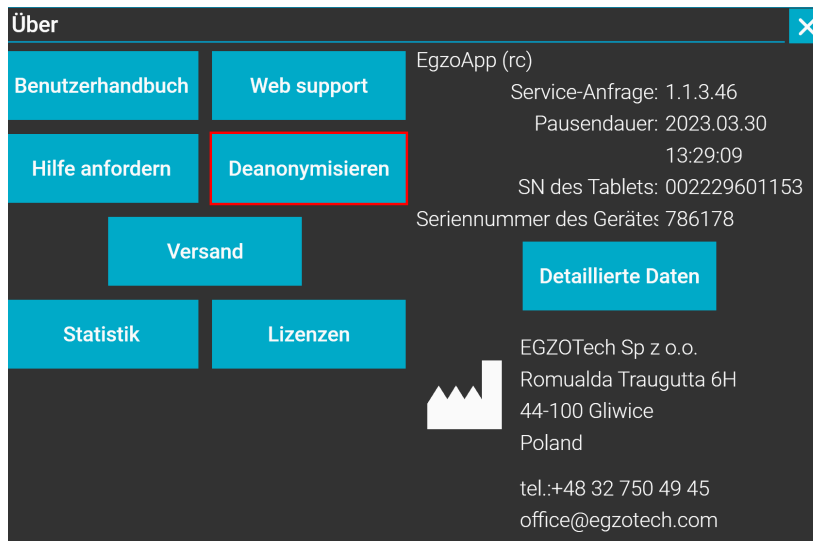 Über
Benutzerhandbuch
Web support
Hilfe anfordern
Deanonymisieren
Versand
Statistik
Lizenzen
EgzoApp (rc)
Service-Anfrage: 1.1.3.46
Pausendauer: 2023.03.30
13:29:09
SN des Tablets: 002229601153
Seriennummer des Gerätes 786178
Detaillierte Daten
EGZOTech Sp z o.o.
Romualda Traugutta 6H
44-100 Gliwice
Poland
tel.:+48 32 750 49 45
office@egzotech.com